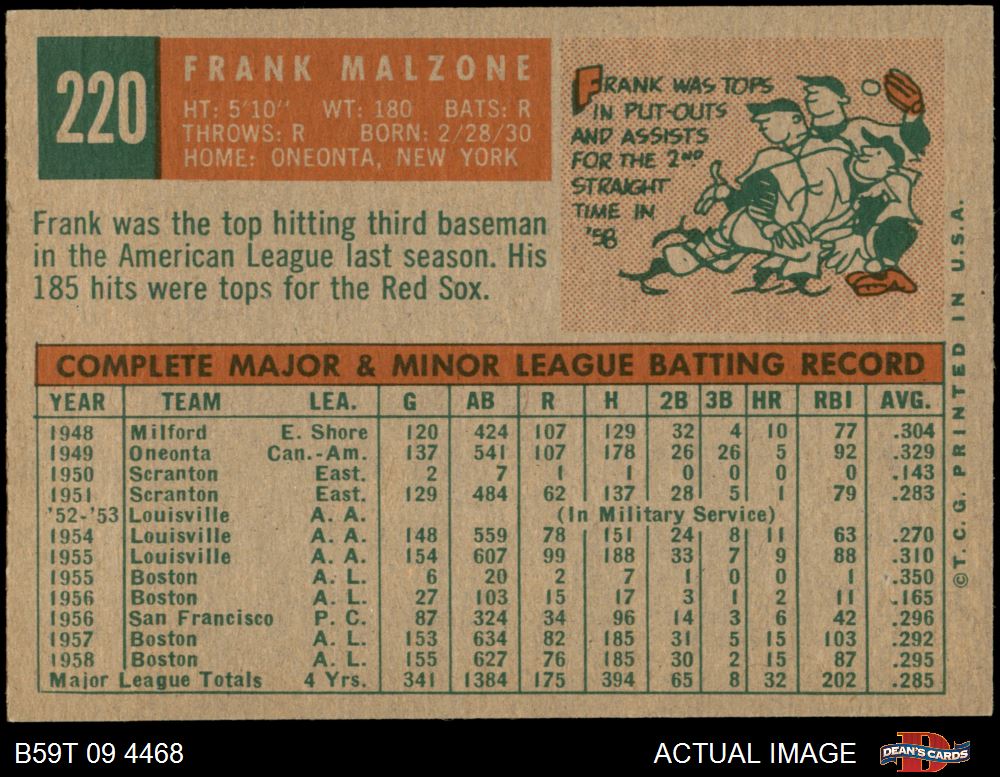 220
FRANK MALZONE
HT: 5'10" WT: 180 BATS: R
THROWS: R BORN: 2/28/30
HOME: ONEONTA, NEW YORK
FRANK WAS TOPS
IN PUT-OUTS
AND ASSISTS
FOR THE 2ND
STRAIGHT
TIME IN
'58
Frank was the top hitting third baseman
in the American League last season. His
185 hits were tops for the Red Sox.
COMPLETE MAJOR & MINOR LEAGUE BATTING RECORD
YEAR TEAM LEA. G AB R H 2B 3B HR RBI AVG.
1948 Milford E. Shore 120 424 107 129 32 4 10 77 .304
1949 Oneonta Can.-Am. 137 541 107 178 26 26 5 92 .329
1950 Scranton East. 2 7 1 1 0 0 0 0 .143
1951 Scranton East. 129 484 62 137 28 5 1 79 .283
'52-'53 Louisville A. A. (In Military Service)
1954 Louisville A. A. 148 559 78 151 24 8 11 63 .270
1955 Louisville A. A. 154 607 99 188 33 7 9 88 .310
1955 Boston A. L. 6 20 2 7 1 0 0 1 .350
1956 Boston A. L. 27 103 15 17 3 1 2 11 .165
1956 San Francisco P. C. 87 324 34 96 14 3 6 42 .296
1957 Boston A. L. 153 634 82 185 31 5 15 103 .292
1958 Boston A. L. 155 627 76 185 30 2 15 87 .295
Major League Totals 4 Yrs. 341 1384 175 394 65 8 32 202 .285
©T. C. G. PRINTED IN U.S.A.
B59T 09 4468
ACTUAL IMAGE
D
DEAN'S CARDS